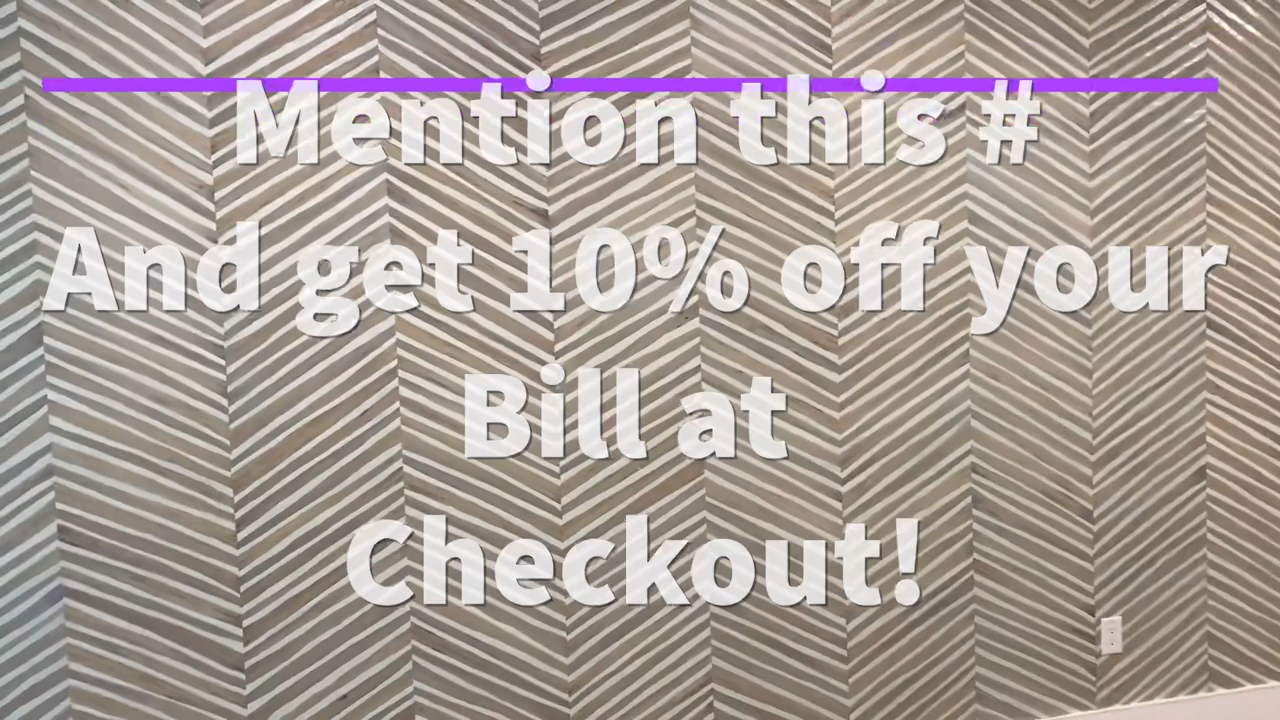 Mention this #
And get 10% off your
Bill at
Checkout!